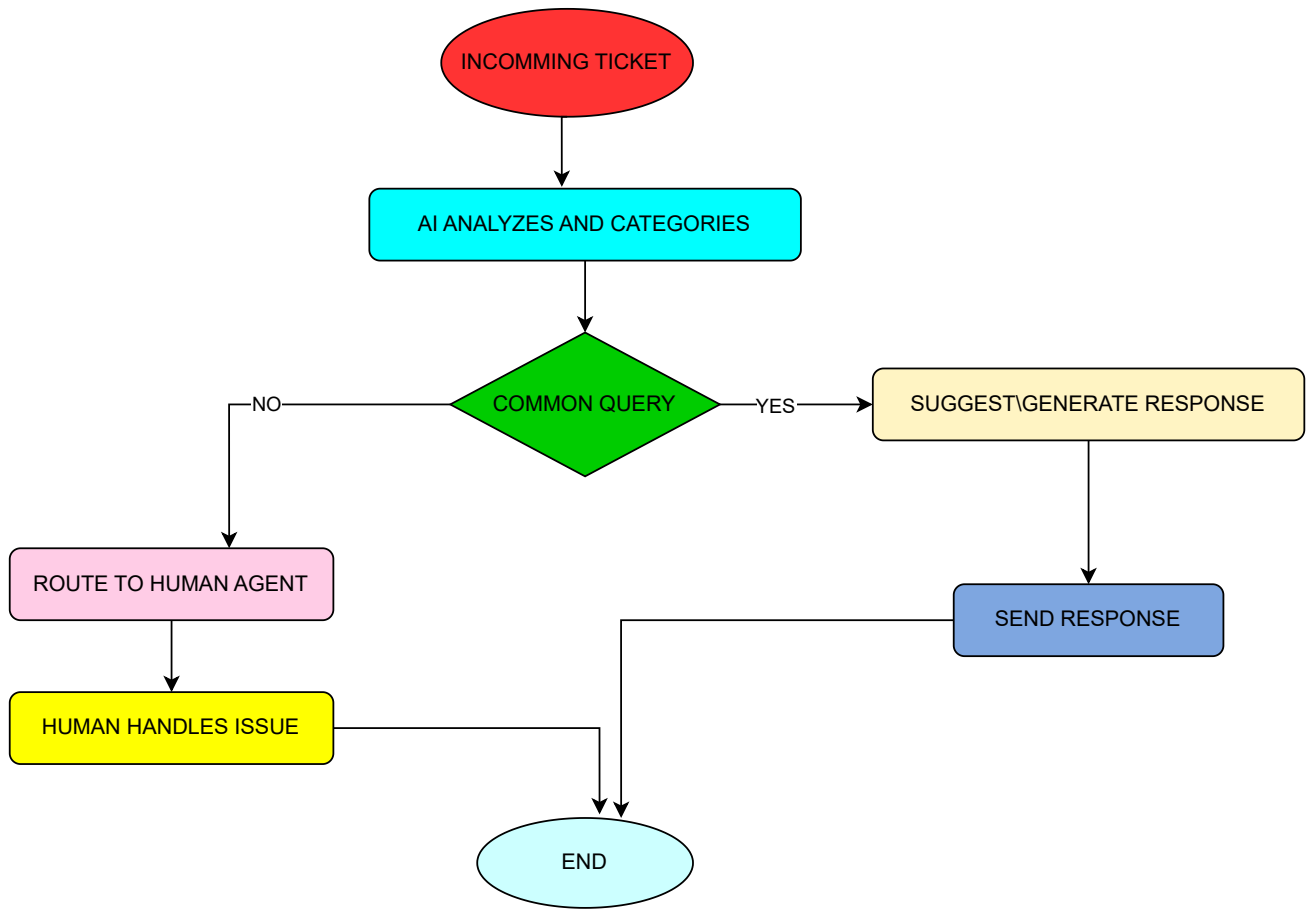 INCOMMING TICKET
AI ANALYZES AND CATEGORIES
COMMON QUERY
NO
YES
SUGGEST\GENERATE RESPONSE
ROUTE TO HUMAN AGENT
SEND RESPONSE
HUMAN HANDLES ISSUE
END